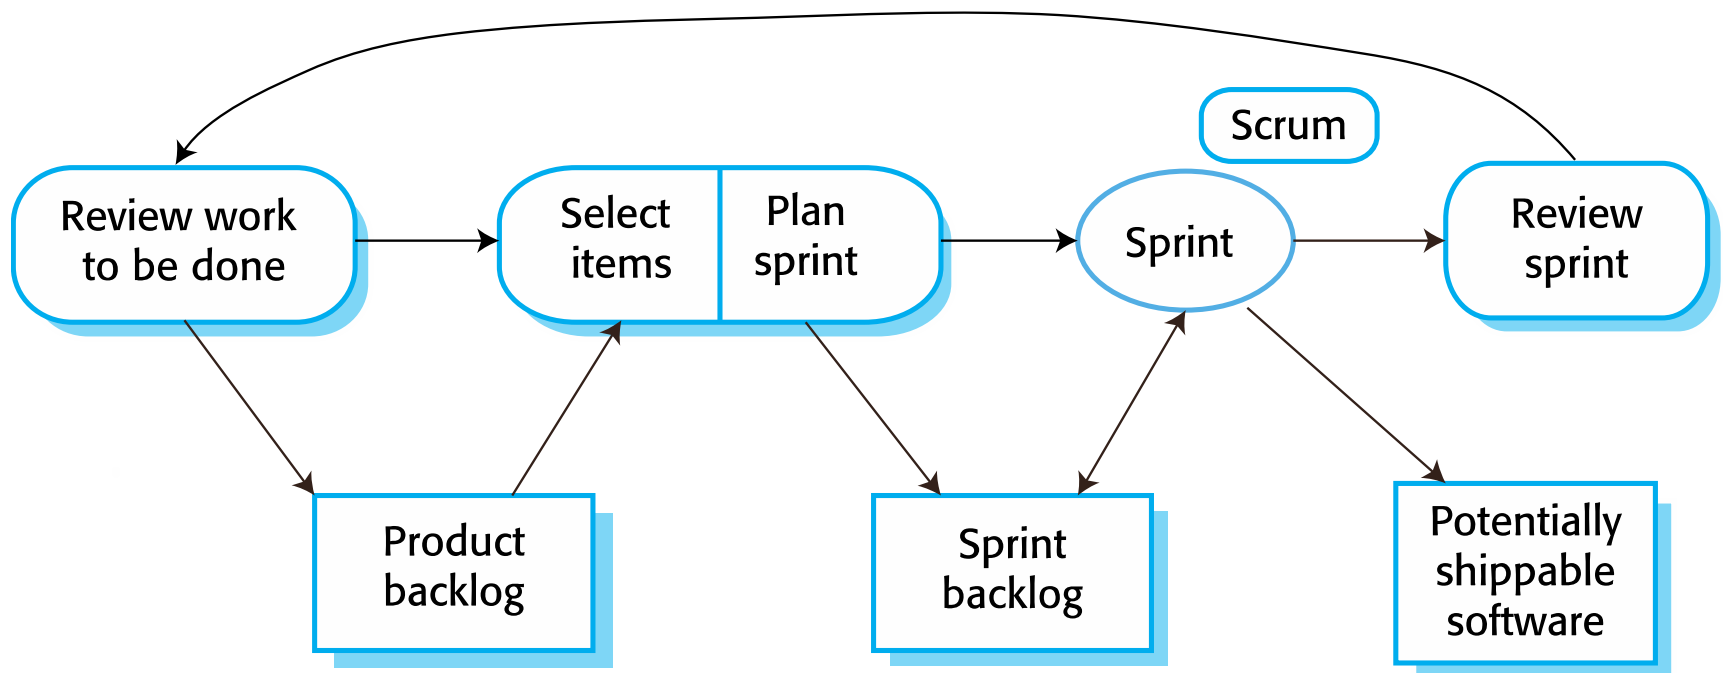 Scrum
Review work
to be done
Select
items
Plan
sprint
Sprint
Review
sprint
Product
backlog
Sprint
backlog
Potentially
shippable
software